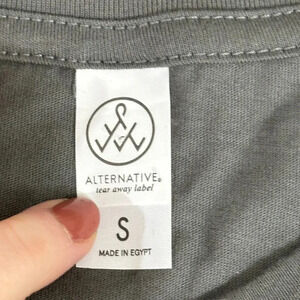 ALTERNATIVE®
tear away label
S
MADE IN EGYPT